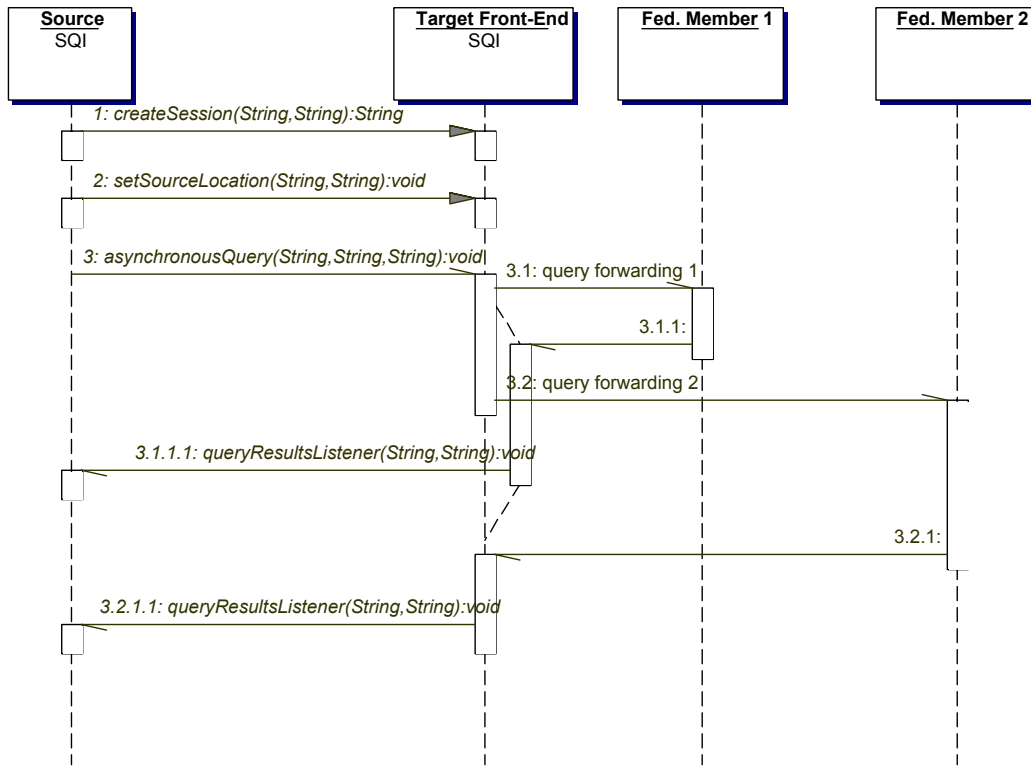 Source
SQI
Target Front-End
SQI
Fed. Member 1
Fed. Member 2
1: createSession(String,String):String
2: setSourceLocation(String,String):void
3: asynchronousQuery(String,String,String):void
3.1: query forwarding 1
3.1.1:
3.2: query forwarding 2
3.1.1.1: queryResultsListener(String,String):void
3.2.1:
3.2.1.1: queryResultsListener(String,String):void